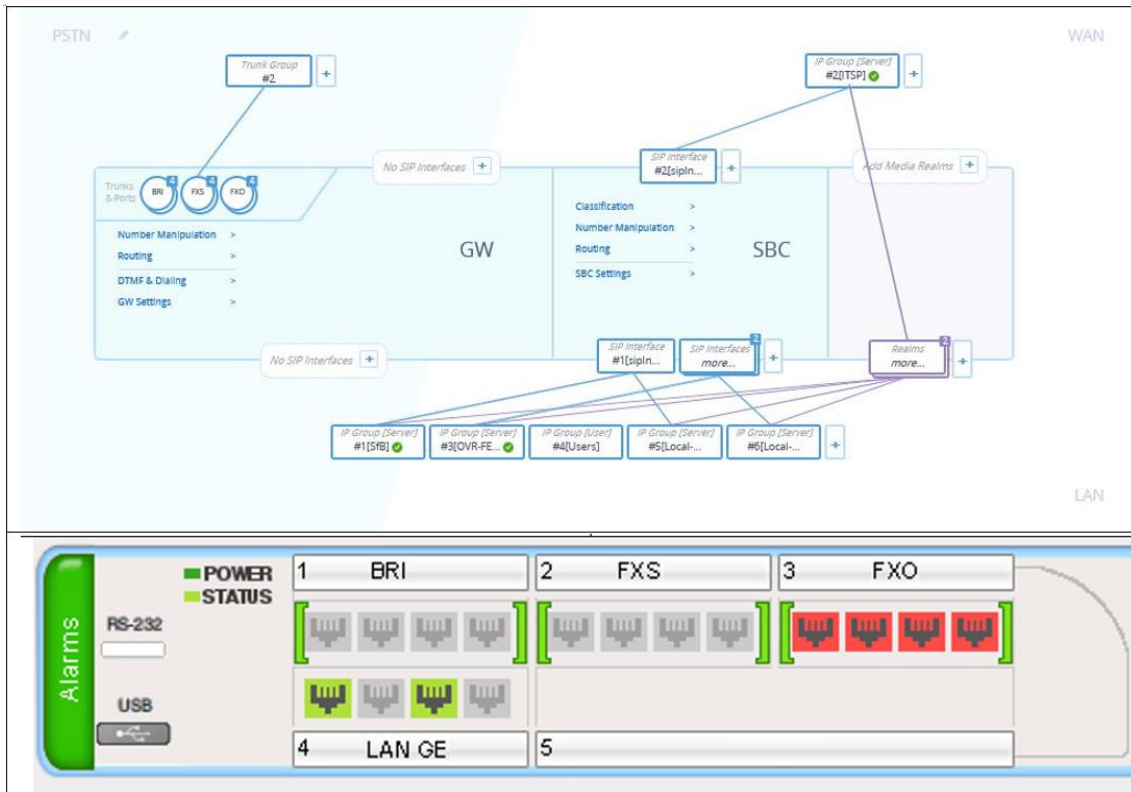 PSTN
WAN
Trunk Group
#2
+
IP Group [Server]
#2[ITSP]
+
No SIP Interfaces +
SIP Interface
#2[sipIn...
+
Add Media Realms +
Trunks
& Ports
BRI
4
FXS
4
FXO
4
Number Manipulation >
Routing >
DTMF & Dialing >
GW Settings >
GW
Classification >
Number Manipulation >
Routing >
SBC Settings >
SBC
No SIP Interfaces +
SIP Interface
#1[sipIn...
SIP Interfaces
more...
2
+
Realms
more...
2
+
IP Group [Server]
#1[SfB]
IP Group [Server]
#3[OVR-FE...
IP Group [User]
#4[Users]
IP Group [Server]
#5[Local-...
IP Group [Server]
#6[Local-...
+
LAN
Alarms
POWER
STATUS
RS-232
USB
1 BRI
2 FXS
3 FXO
4 LAN GE
5